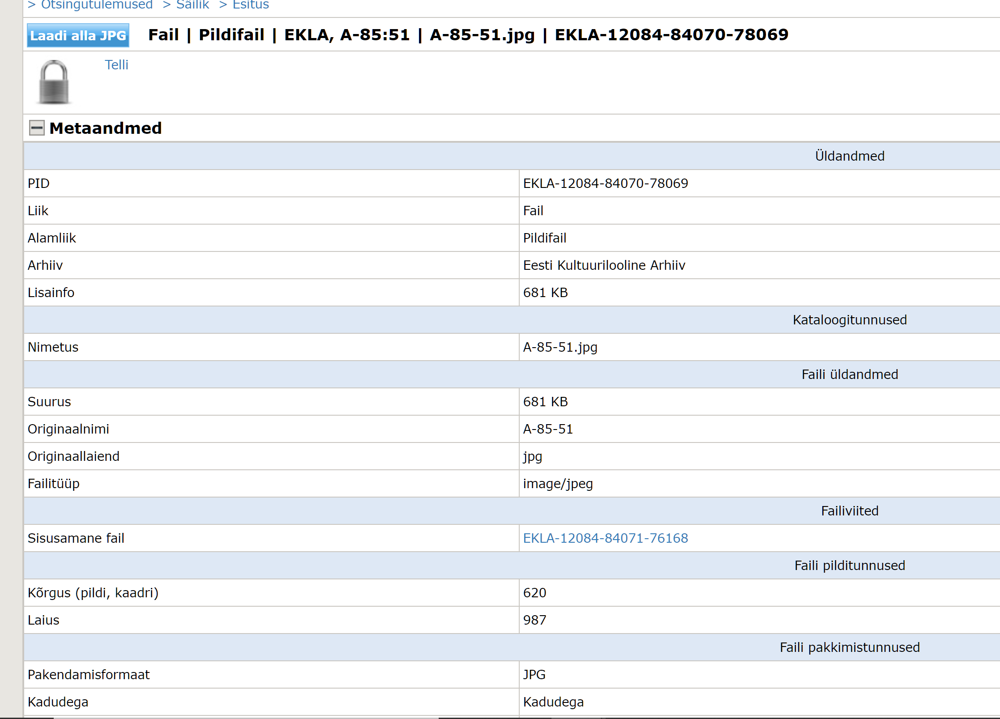 > Otsingutulemused > Säilik > Esitus
Laadi alla JPG Fail | Pildifail | EKLA, A-85:51 | A-85-51.jpg | EKLA-12084-84070-78069
Telli
Metaandmed
Üldandmed
PID EKLA-12084-84070-78069
Liik Fail
Alamliik Pildifail
Arhiiv Eesti Kultuurilooline Arhiiv
Lisainfo 681 KB
Kataloogitunnused
Nimetus A-85-51.jpg
Faili üldandmed
Suurus 681 KB
Originaalnimi A-85-51
Originaallaiend jpg
Failitüüp image/jpeg
Failiviited
Sisusamane fail EKLA-12084-84071-76168
Faili pilditunnused
Kõrgus (pildi, kaadri) 620
Laius 987
Faili pakkimistunnused
Pakendamisformaat JPG
Kadudega Kadudega